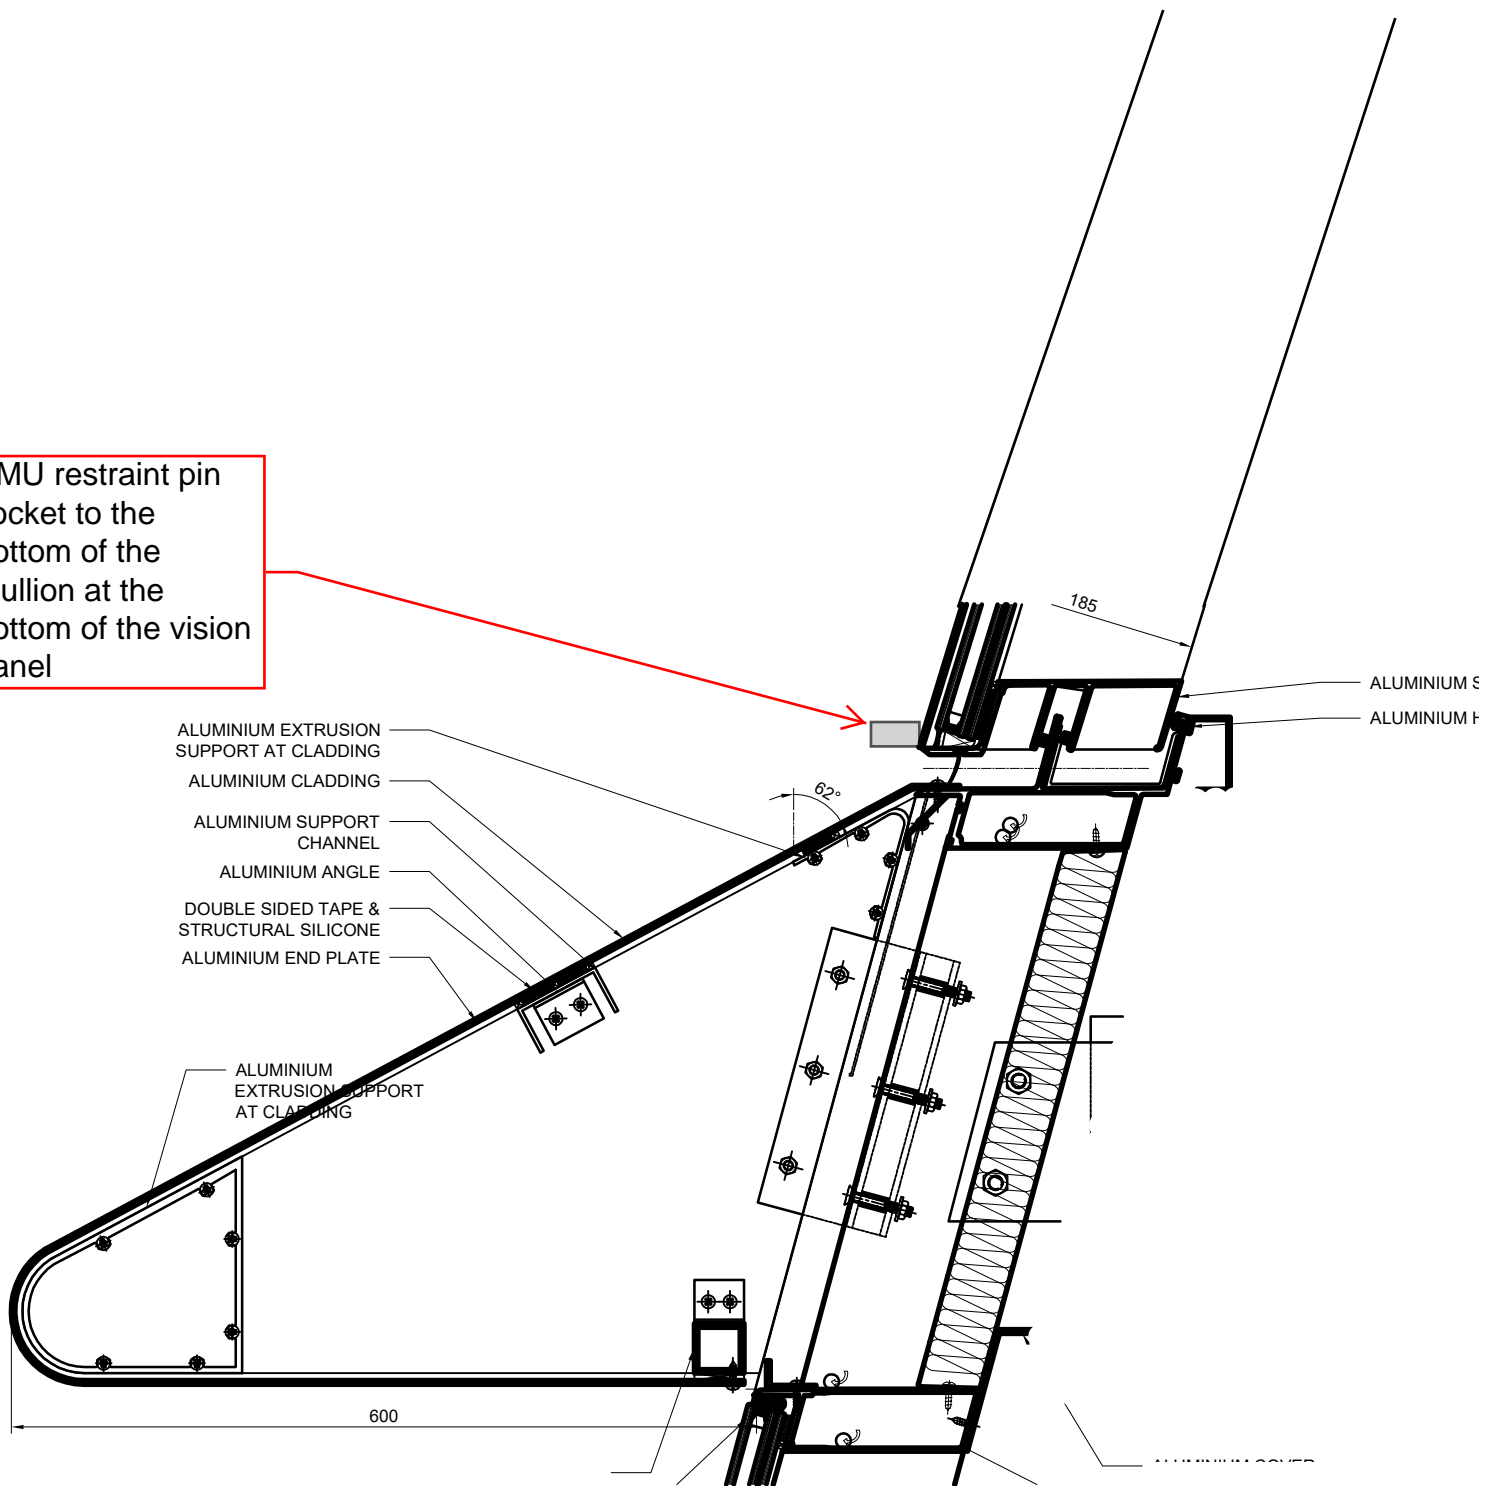 MU restraint pin
ocket to the
ottom of the
ullion at the
ottom of the vision
anel
185
ALUMINIUM S
ALUMINIUM H
ALUMINIUM EXTRUSION
SUPPORT AT CLADDING
ALUMINIUM CLADDING
62°
ALUMINIUM SUPPORT
CHANNEL
ALUMINIUM ANGLE
DOUBLE SIDED TAPE &
STRUCTURAL SILICONE
ALUMINIUM END PLATE
ALUMINIUM
EXTRUSION SUPPORT
AT CLADDING
600
ALUMINIUM COVER